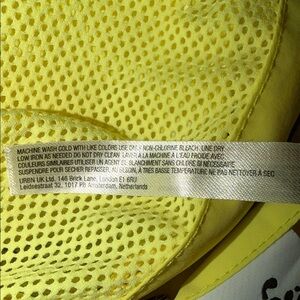 MACHINE WASH COLD WITH LIKE COLORS USE ONLY NON-CHLORINE BLEACH. LINE DRY.
LOW IRON AS NEEDED DO NOT DRY CLEAN. LAVER A LA MACHINE À L'EAU FROIDE AVEC
COULEURS SIMILAIRES UTILISER UN AGENT DE BLANCHIMENT SANS CHLORE SI NÉCESSAIRE.
SUSPENDRE POUR SÉCHER REPASSER, AU BESOIN, À TRÈS BASSE TEMPÉRATURE NE PAS NETTOYER À SEC
URBN UK Ltd. 146 Brick Lane, London E1 6RU
Leidsestraat 32, 1017 PB Amsterdam, Netherlands